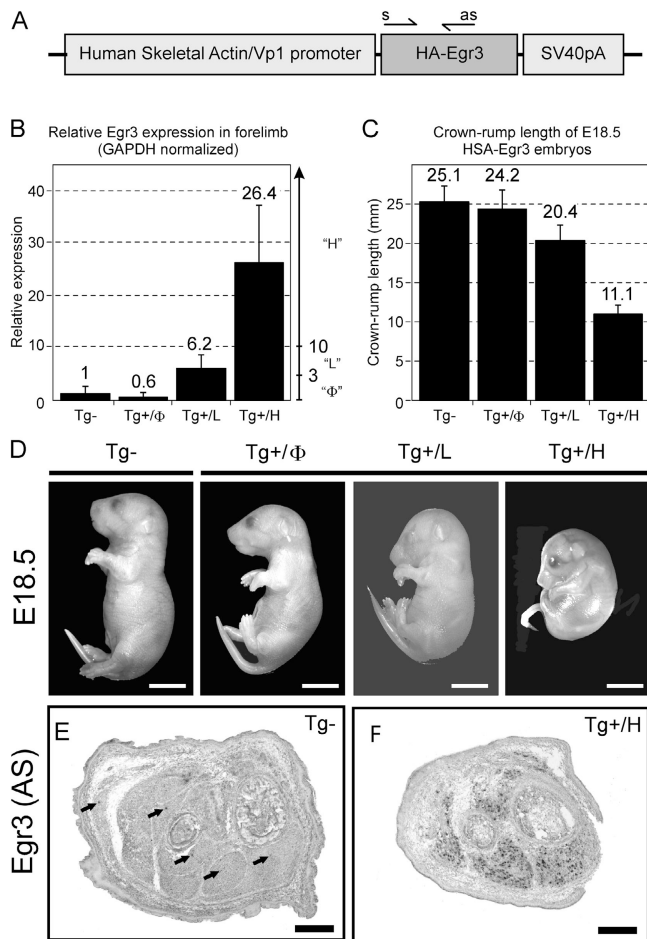 A
s
as
Human Skeletal Actin/Vp1 promoter
HA-Egr3
SV40pA
B
Relative Egr3 expression in forelimb
(GAPDH normalized)
Relative expression
40
30
20
10
0
1
0.6
6.2
26.4
"H"
10
"L"
3
"Φ"
Tg-
Tg+/Φ
Tg+/L
Tg+/H
C
Crown-rump length of E18.5
HSA-Egr3 embryos
Crown-rump length (mm)
25
20
15
10
5
0
25.1
24.2
20.4
11.1
Tg-
Tg+/Φ
Tg+/L
Tg+/H
D
Tg-
Tg+/Φ
Tg+/L
Tg+/H
E18.5
Egr3 (AS)
E
Tg-
F
Tg+/H